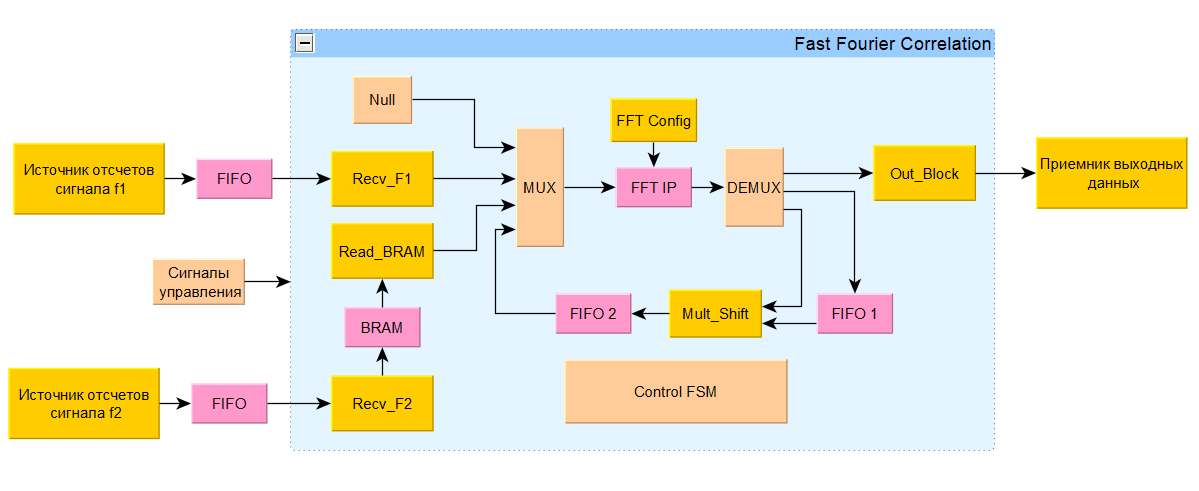 Fast Fourier Correlation
Null
FFT Config
Источник отсчетов
сигнала f1
FIFO
Recv_F1
MUX
FFT IP
DEMUX
Out_Block
Приемник выходных
данных
Read_BRAM
Сигналы
управления
BRAM
FIFO 2
Mult_Shift
FIFO 1
Источник отсчетов
сигнала f2
FIFO
Recv_F2
Control FSM